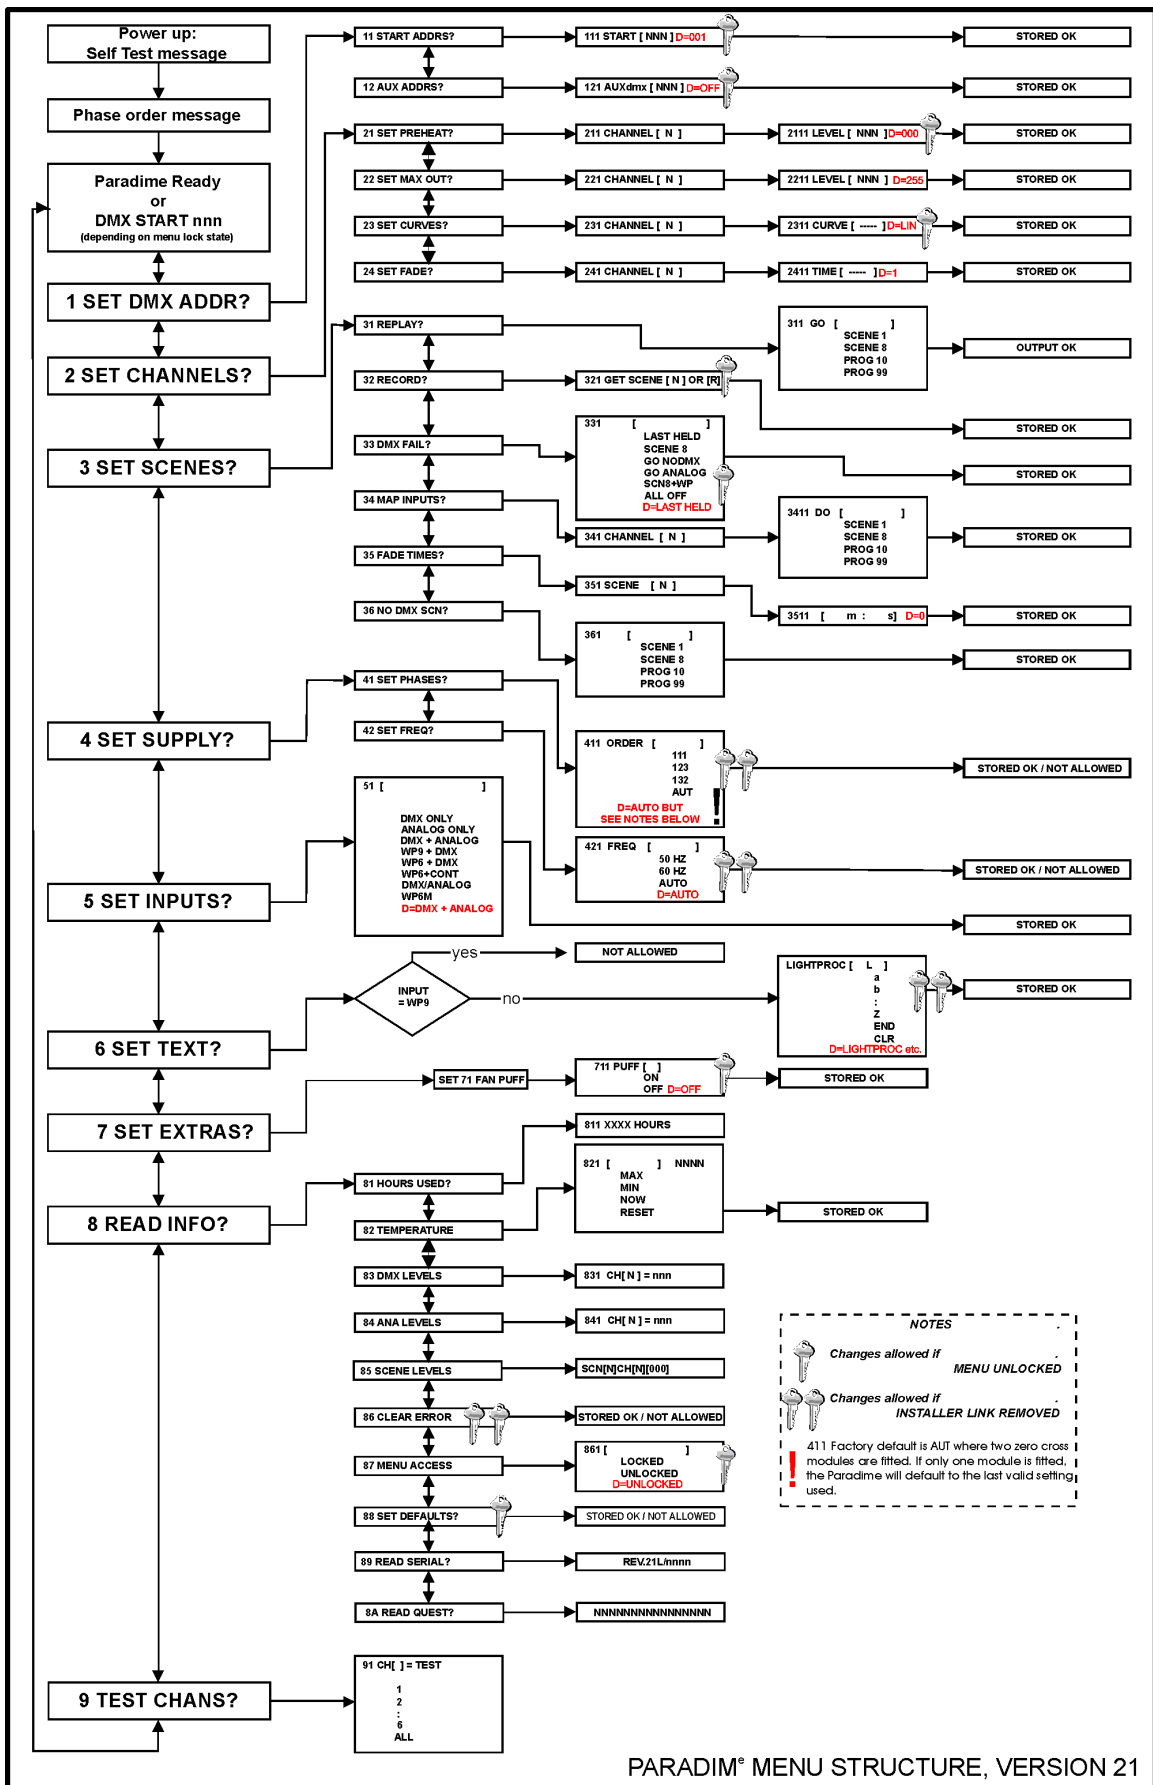 Power up:
Self Test message
Phase order message
Paradime Ready
or
DMX START nnn
(depending on menu lock state)
1 SET DMX ADDR?
2 SET CHANNELS?
3 SET SCENES?
4 SET SUPPLY?
5 SET INPUTS?
6 SET TEXT?
7 SET EXTRAS?
8 READ INFO?
9 TEST CHANS?
11 START ADDRS?
111 START [ NNN ] D=001
STORED OK
12 AUX ADDRS?
121 AUXdmx [ NNN ] D=OFF
STORED OK
21 SET PREHEAT?
211 CHANNEL [ N ]
2111 LEVEL [ NNN ] D=000
STORED OK
22 SET MAX OUT?
221 CHANNEL [ N ]
2211 LEVEL [ NNN ] D=255
STORED OK
23 SET CURVES?
231 CHANNEL [ N ]
2311 CURVE [ ----- ] D=LIN
STORED OK
24 SET FADE?
241 CHANNEL [ N ]
2411 TIME [ ----- ] D=1
STORED OK
31 REPLAY?
311 GO [ ]
SCENE 1
SCENE 8
PROG 10
PROG 99
OUTPUT OK
32 RECORD?
321 GET SCENE [ N ] OR [R]
STORED OK
33 DMX FAIL?
331 [ ]
LAST HELD
SCENE 8
GO NODMX
GO ANALOG
SCN8+WP
ALL OFF
D=LAST HELD
STORED OK
34 MAP INPUTS?
341 CHANNEL [ N ]
3411 DO [ ]
SCENE 1
SCENE 8
PROG 10
PROG 99
STORED OK
35 FADE TIMES?
351 SCENE [ N ]
3511 [ m : s] D=0
STORED OK
36 NO DMX SCN?
361 [ ]
SCENE 1
SCENE 8
PROG 10
PROG 99
STORED OK
41 SET PHASES?
411 ORDER [ ]
111
123
132
AUT
D=AUTO BUT
SEE NOTES BELOW
!
STORED OK / NOT ALLOWED
42 SET FREQ?
421 FREQ [ ]
50 HZ
60 HZ
AUTO
D=AUTO
STORED OK / NOT ALLOWED
51 [ ]
DMX ONLY
ANALOG ONLY
DMX + ANALOG
WP9 + DMX
WP6 + DMX
WP6+CONT
DMX/ANALOG
WP6M
D=DMX + ANALOG
STORED OK
INPUT
= WP9
yes
NOT ALLOWED
no
LIGHTPROC [ L ]
a
b
:
Z
END
CLR
D=LIGHTPROC etc.
STORED OK
SET 71 FAN PUFF
711 PUFF [ ]
ON
OFF D=OFF
STORED OK
81 HOURS USED?
811 XXXX HOURS
82 TEMPERATURE
821 [ ] NNNN
MAX
MIN
NOW
RESET
STORED OK
83 DMX LEVELS
831 CH[ N ] = nnn
84 ANA LEVELS
841 CH[ N ] = nnn
85 SCENE LEVELS
SCN[N]CH[N][000]
86 CLEAR ERROR
STORED OK / NOT ALLOWED
87 MENU ACCESS
861 [ ]
LOCKED
UNLOCKED
D=UNLOCKED
88 SET DEFAULTS?
STORED OK / NOT ALLOWED
89 READ SERIAL?
REV.21L/nnnn
8A READ QUEST?
NNNNNNNNNNNNNNNN
91 CH[ ] = TEST
1
2
:
6
ALL
NOTES .
Changes allowed if .
MENU UNLOCKED
Changes allowed if .
INSTALLER LINK REMOVED
! 411 Factory default is AUT where two zero cross
modules are fitted. If only one module is fitted,
the Paradime will default to the last valid setting
used.
PARADIMᵉ MENU STRUCTURE, VERSION 21